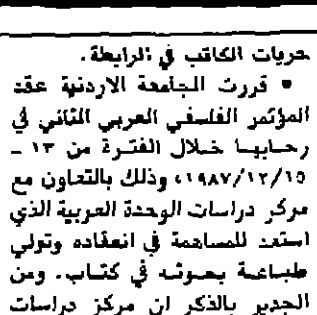 حريات الكاتب في الرابطة.
• قررت الجامعة الاردنية عقد
المؤتمر الفلسفي العربي الثاني في
رحابها خلال الفترة من ١٣ -
١٩٨٧/١٢/١٥، وذلك بالتعاون مع
مركز دراسات الوحدة العربية الذي
استعد للمساهمة في انعقاده وتولي
طباعة بحوثه في كتاب. ومن
الجدير بالذكر ان مركز دراسات